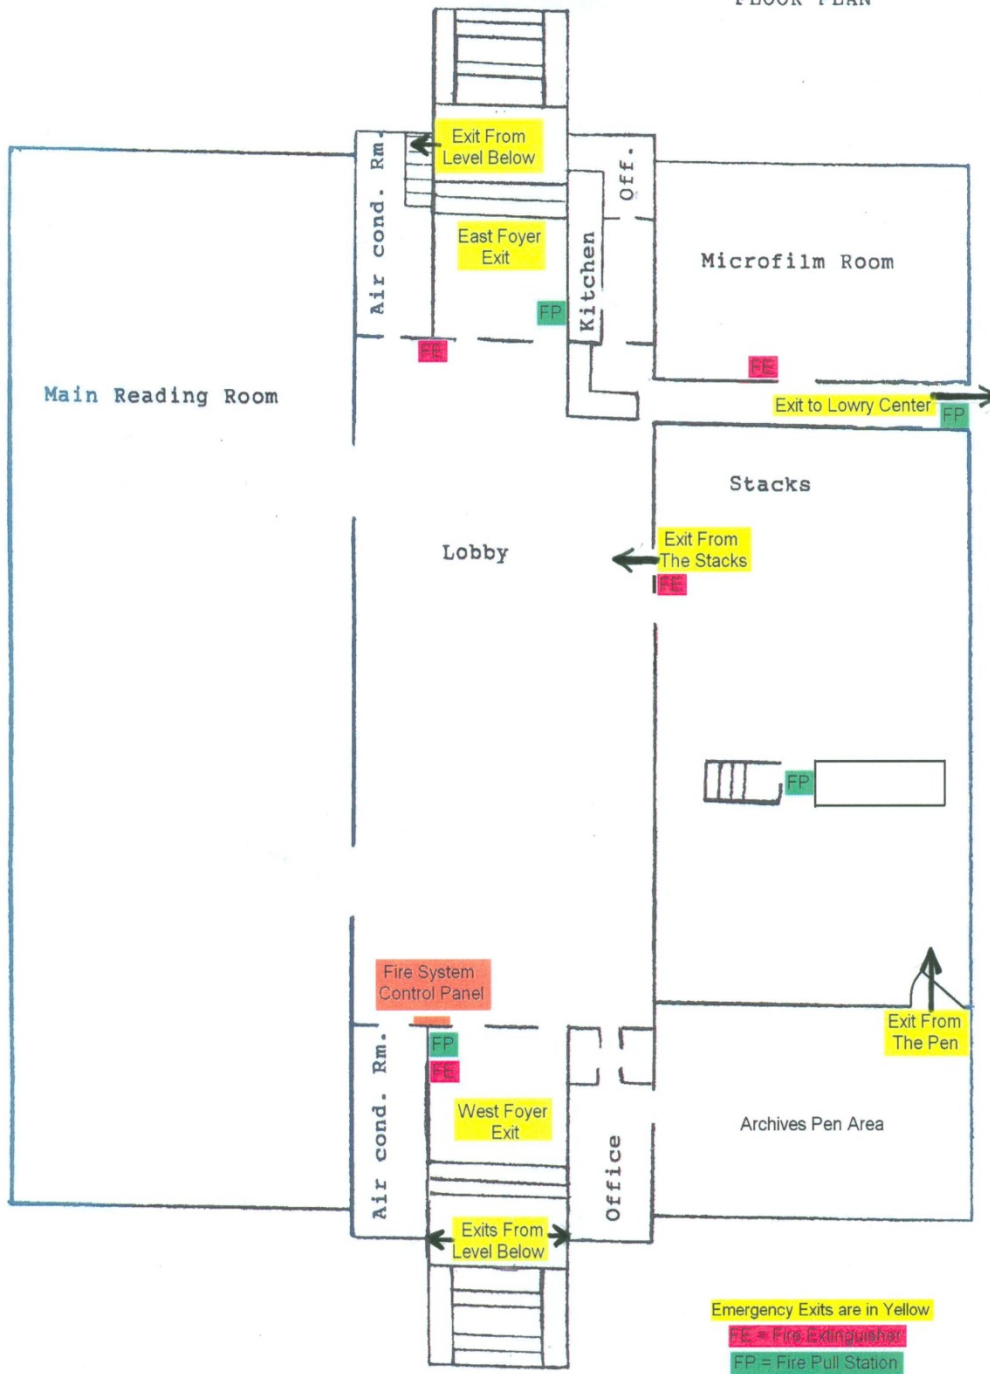 FLOOR PLAN
Exit From
Level Below
Air cond. Rm.
Off.
East Foyer
Exit
Kitchen
Microfilm Room
FP
FE
FE
Main Reading Room
Exit to Lowry Center
FP
Stacks
Lobby
Exit From
The Stacks
FE
FP
Fire System
Control Panel
Exit From
The Pen
FP
FE
Air cond. Rm.
West Foyer
Exit
Office
Archives Pen Area
Exits From
Level Below
Emergency Exits are in Yellow
FE = Fire Extinguisher
FP = Fire Pull Station